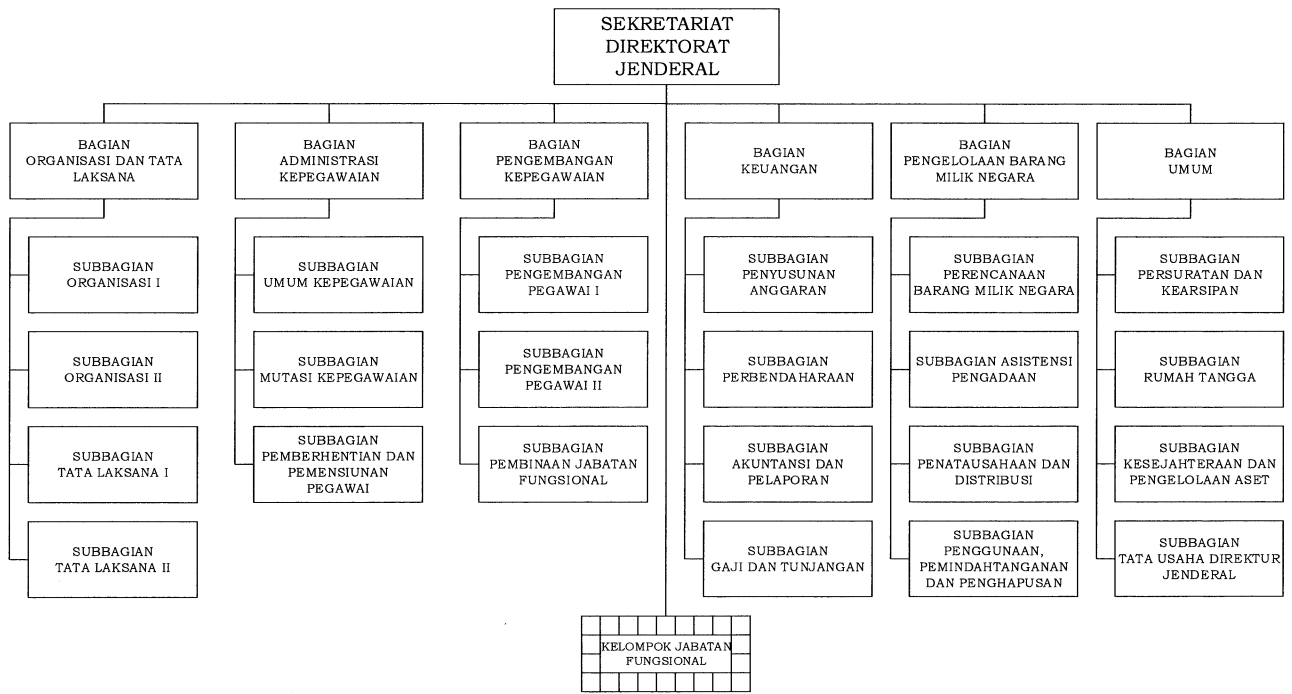 SEKRETARIAT
DIREKTORAT
JENDERAL
BAGIAN
ORGANISASI DAN TATA
LAKSANA
BAGIAN
ADMINISTRASI
KEPEGAWAIAN
BAGIAN
PENGEMBANGAN
KEPEGAWAIAN
BAGIAN
KEUANGAN
BAGIAN
PENGELOLAAN BARANG
MILIK NEGARA
BAGIAN
UMUM
SUBBAGIAN
ORGANISASI I
SUBBAGIAN
UMUM KEPEGAWAIAN
SUBBAGIAN
PENGEMBANGAN
PEGAWAI I
SUBBAGIAN
PENYUSUNAN
ANGGARAN
SUBBAGIAN
PERENCANAAN
BARANG MILIK NEGARA
SUBBAGIAN
PERSURATAN DAN
KEARSIPAN
SUBBAGIAN
ORGANISASI II
SUBBAGIAN
MUTASI KEPEGAWAIAN
SUBBAGIAN
PENGEMBANGAN
PEGAWAI II
SUBBAGIAN
PERBENDAHARAAN
SUBBAGIAN ASISTENSI
PENGADAAN
SUBBAGIAN
RUMAH TANGGA
SUBBAGIAN
TATA LAKSANA I
SUBBAGIAN
PEMBERHENTIAN DAN
PEMENSIUNAN
PEGAWAI
SUBBAGIAN
PEMBINAAN JABATAN
FUNGSIONAL
SUBBAGIAN
AKUNTANSI DAN
PELAPORAN
SUBBAGIAN
PENATAUSAHAAN DAN
DISTRIBUSI
SUBBAGIAN
KESEJAHTERAAN DAN
PENGELOLAAN ASET
SUBBAGIAN
TATA LAKSANA II
SUBBAGIAN
GAJI DAN TUNJANGAN
SUBBAGIAN
PENGGUNAAN,
PEMINDAHTANGANAN
DAN PENGHAPUSAN
SUBBAGIAN
TATA USAHA DIREKTUR
JENDERAL
KELOMPOK JABATAN
FUNGSIONAL